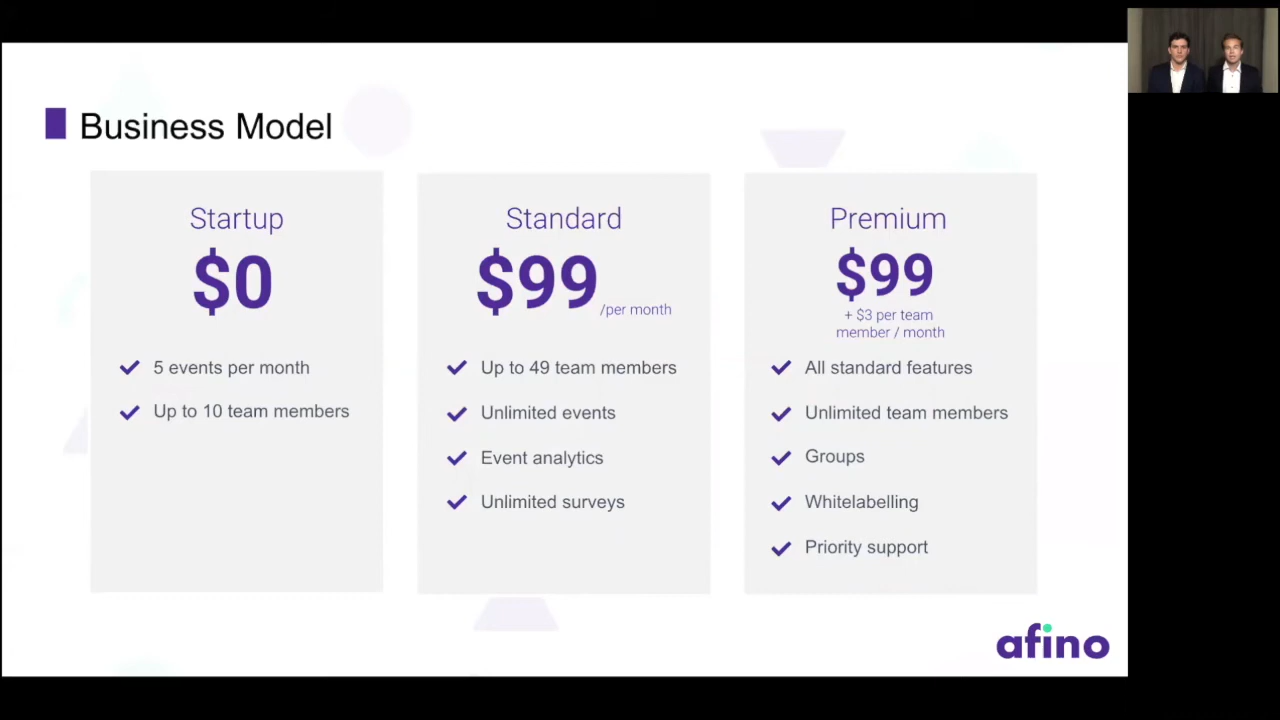 Business Model
Startup
$0
5 events per month
Up to 10 team members
Standard
$99
/per month
Up to 49 team members
Unlimited events
Event analytics
Unlimited surveys
Premium
$99
+ $3 per team
member / month
All standard features
Unlimited team members
Groups
Whitelabelling
Priority support
afino